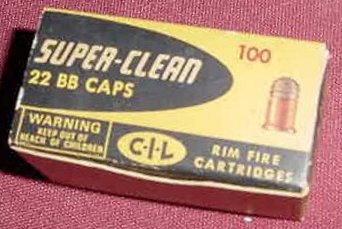 SUPER-CLEAN
100
22 BB CAPS
WARNING
KEEP OUT OF
REACH OF CHILDREN
C-I-L
RIM FIRE
CARTRIDGES